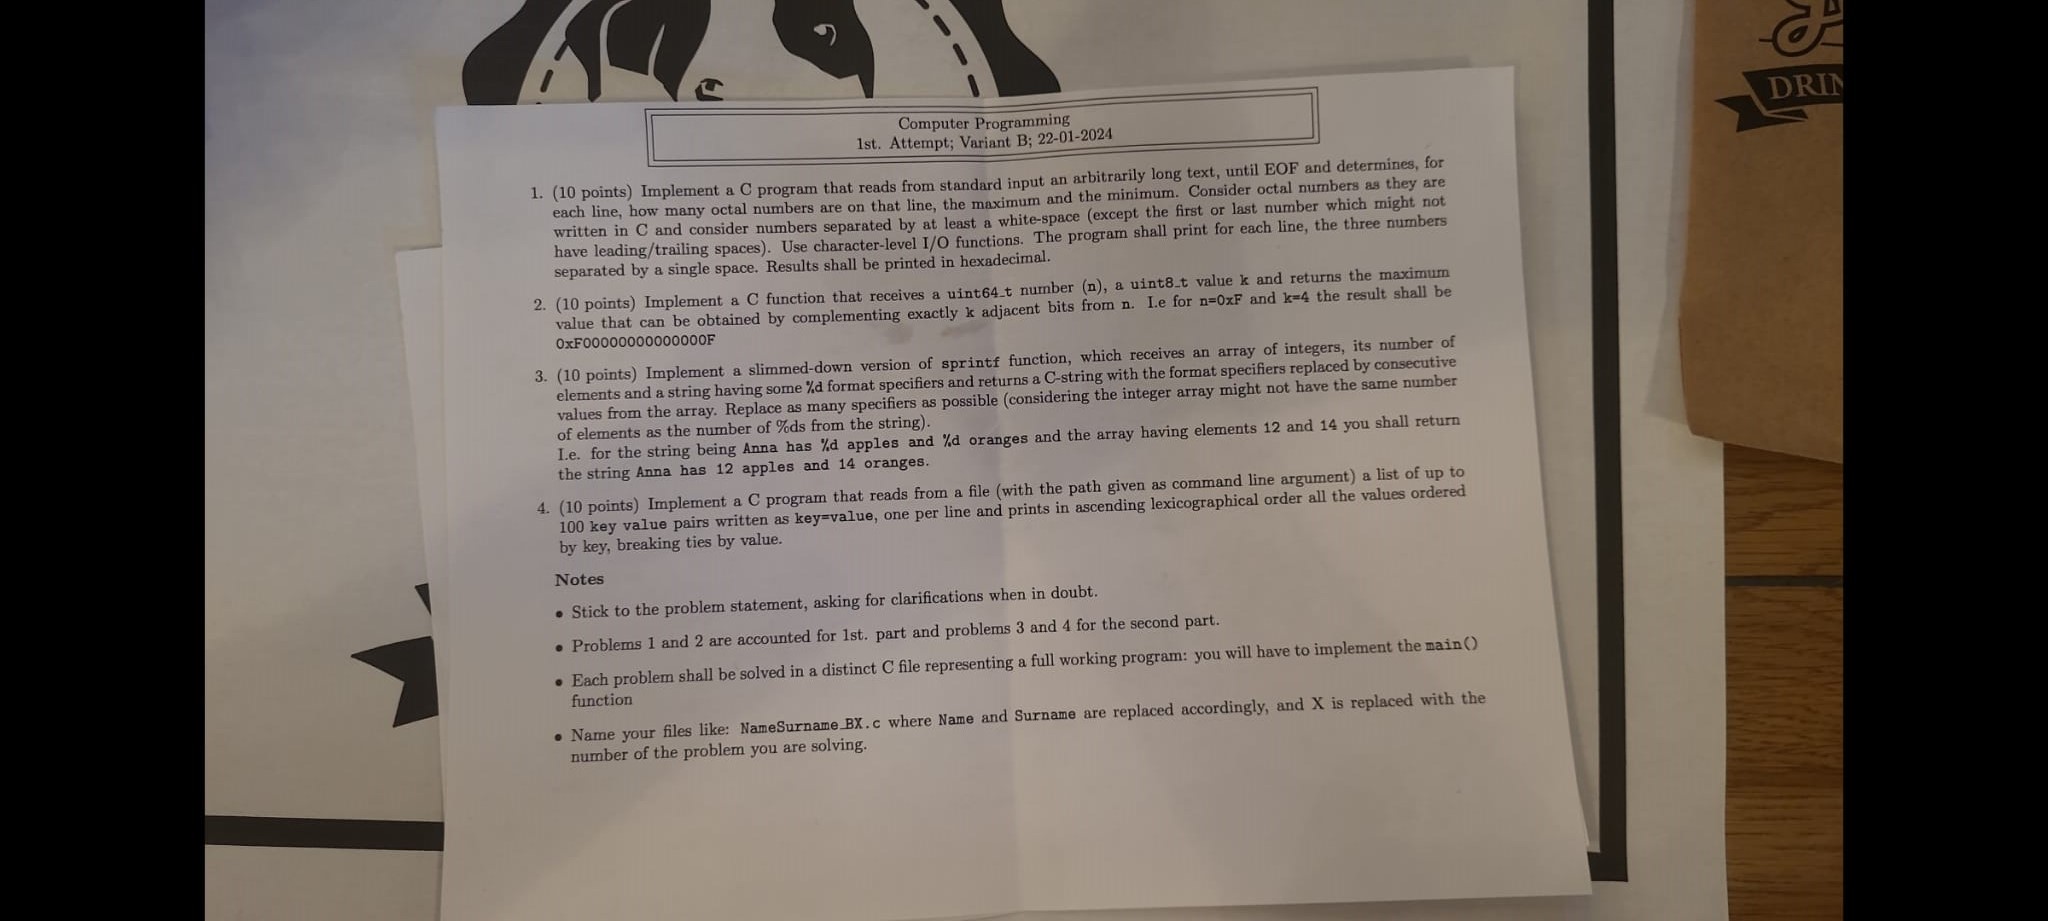 DRIN
Computer Programming
1st. Attempt; Variant B; 22-01-2024
1. (10 points) Implement a C program that reads from standard input an arbitrarily long text, until EOF and determines, for
each line, how many octal numbers are on that line, the maximum and the minimum. Consider octal numbers as they are
written in C and consider numbers separated by at least a white-space (except the first or last number which might not
have leading/trailing spaces). Use character-level I/O functions. The program shall print for each line, the three numbers
separated by a single space. Results shall be printed in hexadecimal.
2. (10 points) Implement a C function that receives a uint64_t number (n), a uint8_t value k and returns the maximum
value that can be obtained by complementing exactly k adjacent bits from n. I.e for n=0xF and k=4 the result shall be
0xF00000000000000F
3. (10 points) Implement a slimmed-down version of sprintf function, which receives an array of integers, its number of
elements and a string having some %d format specifiers and returns a C-string with the format specifiers replaced by consecutive
values from the array. Replace as many specifiers as possible (considering the integer array might not have the same number
of elements as the number of %ds from the string).
I.e. for the string being Anna has %d apples and %d oranges and the array having elements 12 and 14 you shall return
the string Anna has 12 apples and 14 oranges.
4. (10 points) Implement a C program that reads from a file (with the path given as command line argument) a list of up to
100 key value pairs written as key=value, one per line and prints in ascending lexicographical order all the values ordered
by key, breaking ties by value.
Notes
• Stick to the problem statement, asking for clarifications when in doubt.
• Problems 1 and 2 are accounted for 1st. part and problems 3 and 4 for the second part.
• Each problem shall be solved in a distinct C file representing a full working program: you will have to implement the main()
function
• Name your files like: NameSurname_BX.c where Name and Surname are replaced accordingly, and X is replaced with the
number of the problem you are solving.